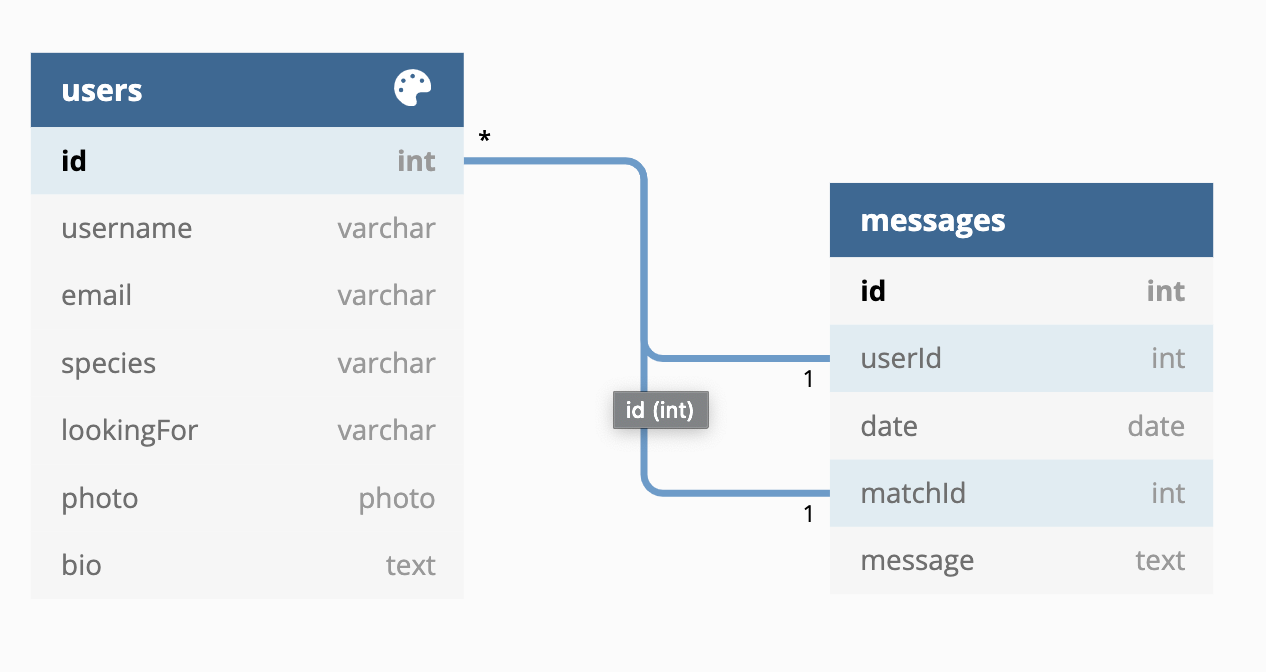 users
id int
username varchar
email varchar
species varchar
lookingFor varchar
photo photo
bio text
*
1
id (int)
1
messages
id int
userId int
date date
matchId int
message text